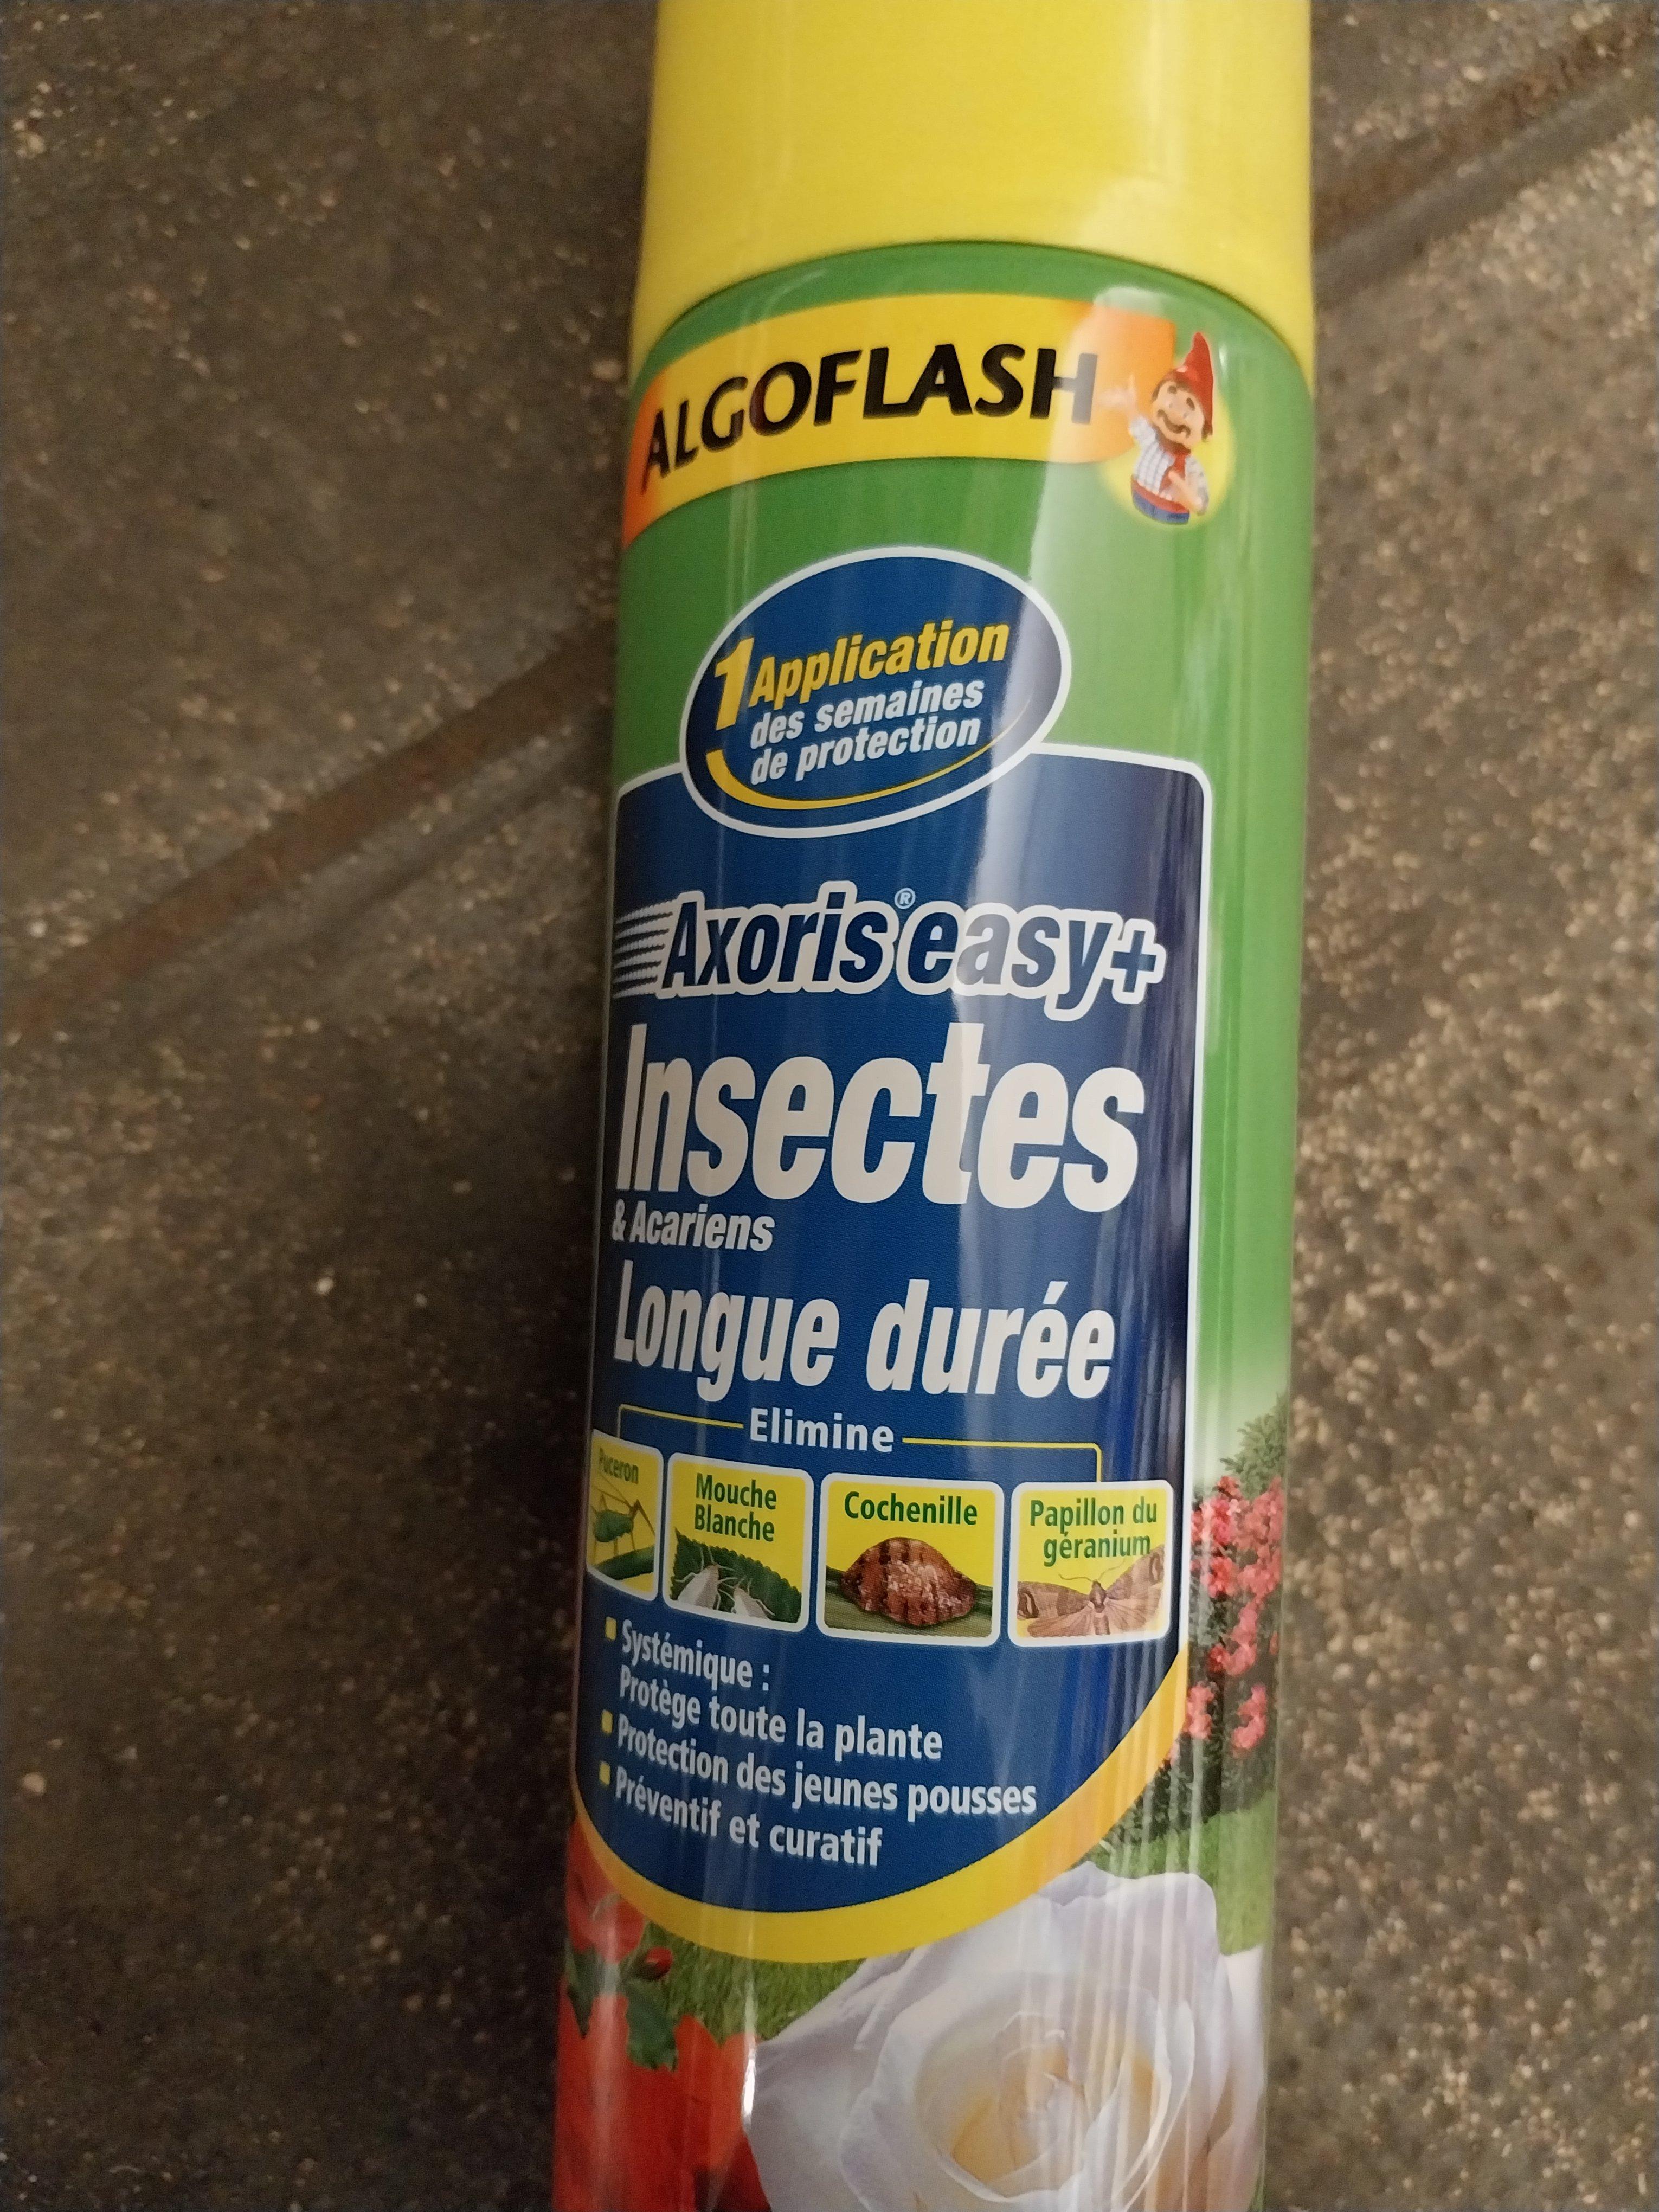 ALGOFLASH
1 Application
des semaines
de protection
Axoris® easy+
Insectes
& Acariens
Longue durée
Elimine
Puceron
Mouche
Blanche
Cochenille
Papillon du
géranium
Systémique :
Protège toute la plante
Protection des jeunes pousses
Préventif et curatif